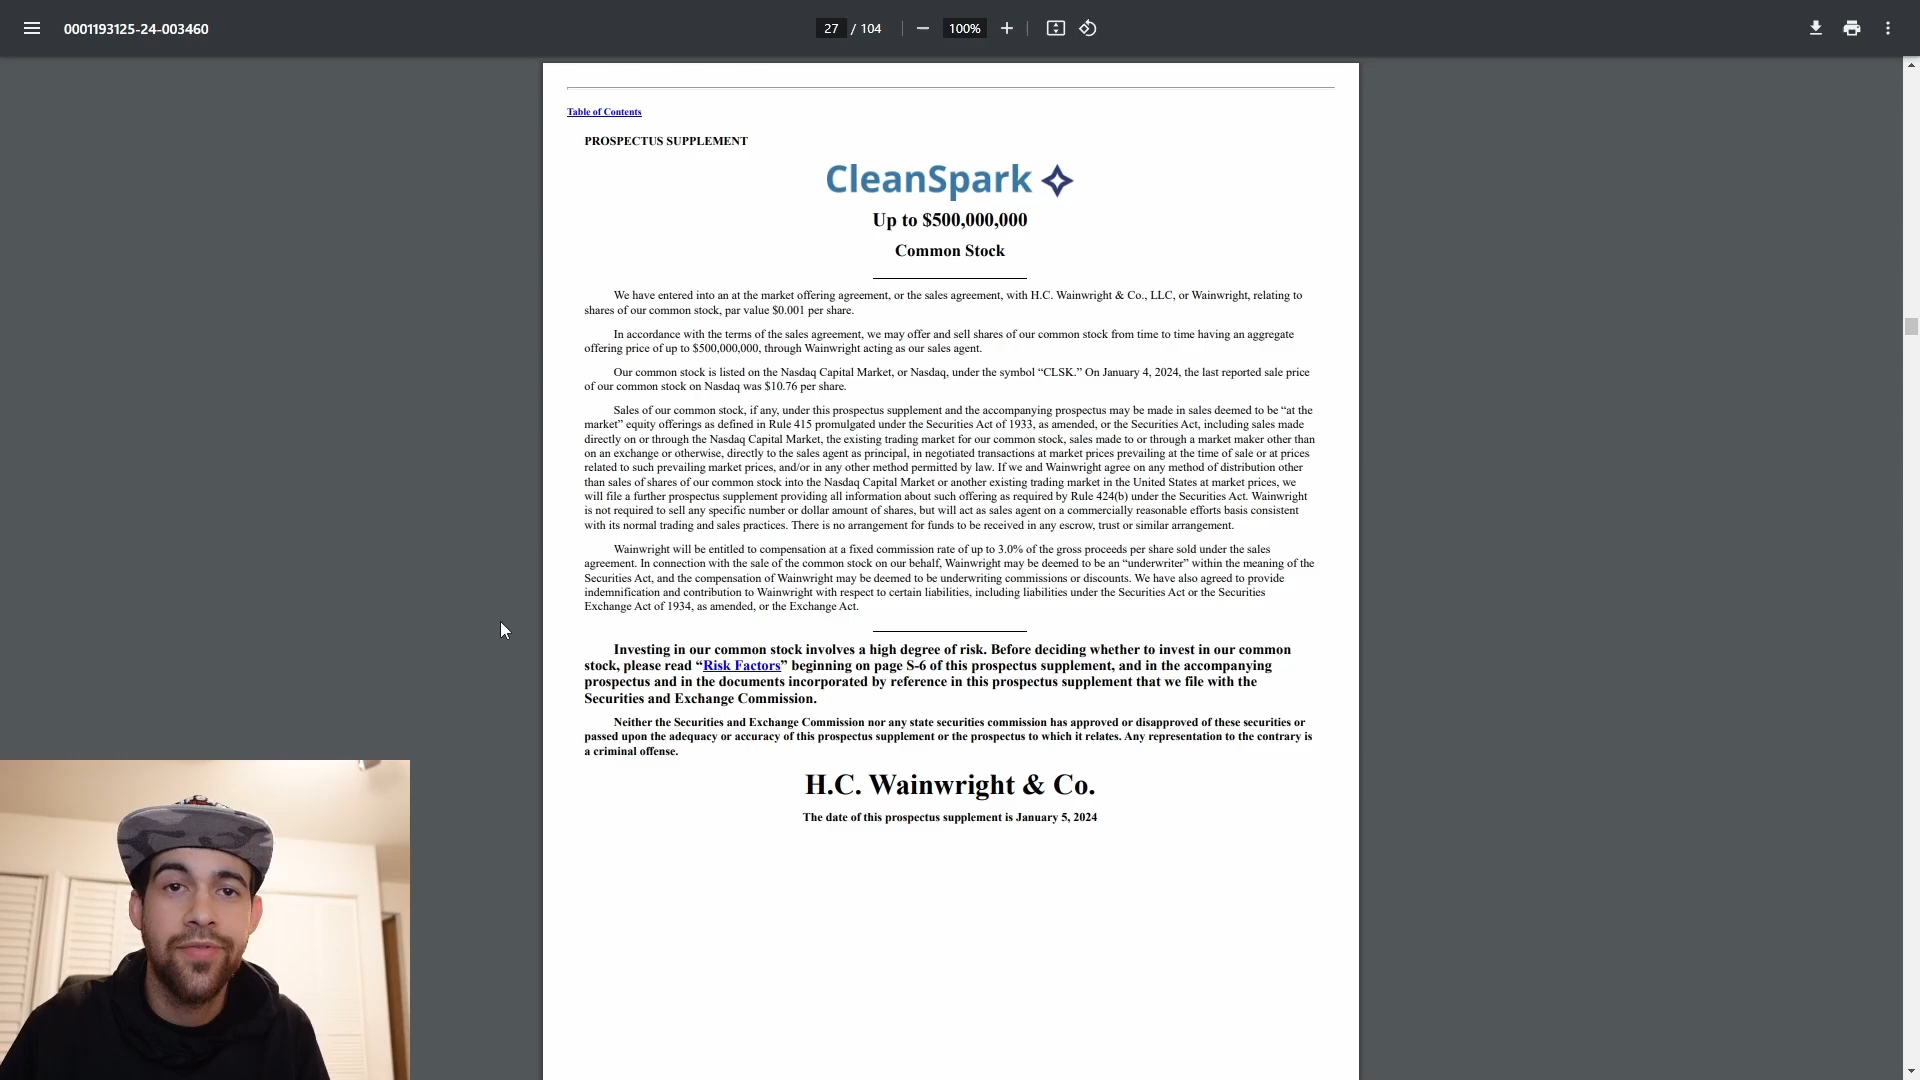 0001193125-24-003460
27 / 104
100%
Table of Contents
PROSPECTUS SUPPLEMENT
CleanSpark
Up to $500,000,000
Common Stock
We have entered into an at the market offering agreement, or the sales agreement, with H.C. Wainwright & Co., LLC, or Wainwright, relating to
shares of our common stock, par value $0.001 per share.
In accordance with the terms of the sales agreement, we may offer and sell shares of our common stock from time to time having an aggregate
offering price of up to $500,000,000, through Wainwright acting as our sales agent.
Our common stock is listed on the Nasdaq Capital Market, or Nasdaq, under the symbol “CLSK.” On January 4, 2024, the last reported sale price
of our common stock on Nasdaq was $10.76 per share.
Sales of our common stock, if any, under this prospectus supplement and the accompanying prospectus may be made in sales deemed to be “at the
market” equity offerings as defined in Rule 415 promulgated under the Securities Act of 1933, as amended, or the Securities Act, including sales made
directly on or through the Nasdaq Capital Market, the existing trading market for our common stock, sales made to or through a market maker other than
on an exchange or otherwise, directly to the sales agent as principal, in negotiated transactions at market prices prevailing at the time of sale or at prices
related to such prevailing market prices, and/or in any other method permitted by law. If we and Wainwright agree on any method of distribution other
than sales of shares of our common stock into the Nasdaq Capital Market or another existing trading market in the United States at market prices, we
will file a further prospectus supplement providing all information about such offering as required by Rule 424(b) under the Securities Act. Wainwright
is not required to sell any specific number or dollar amount of shares, but will act as sales agent on a commercially reasonable efforts basis consistent
with its normal trading and sales practices. There is no arrangement for funds to be received in any escrow, trust or similar arrangement.
Wainwright will be entitled to compensation at a fixed commission rate of up to 3.0% of the gross proceeds per share sold under the sales
agreement. In connection with the sale of the common stock on our behalf, Wainwright may be deemed to be an “underwriter” within the meaning of the
Securities Act, and the compensation of Wainwright may be deemed to be underwriting commissions or discounts. We have also agreed to provide
indemnification and contribution to Wainwright with respect to certain liabilities, including liabilities under the Securities Act or the Securities
Exchange Act of 1934, as amended, or the Exchange Act.
Investing in our common stock involves a high degree of risk. Before deciding whether to invest in our common
stock, please read “Risk Factors” beginning on page S-6 of this prospectus supplement, and in the accompanying
prospectus and in the documents incorporated by reference in this prospectus supplement that we file with the
Securities and Exchange Commission.
Neither the Securities and Exchange Commission nor any state securities commission has approved or disapproved of these securities or
passed upon the adequacy or accuracy of this prospectus supplement or the prospectus to which it relates. Any representation to the contrary is
a criminal offense.
H.C. Wainwright & Co.
The date of this prospectus supplement is January 5, 2024